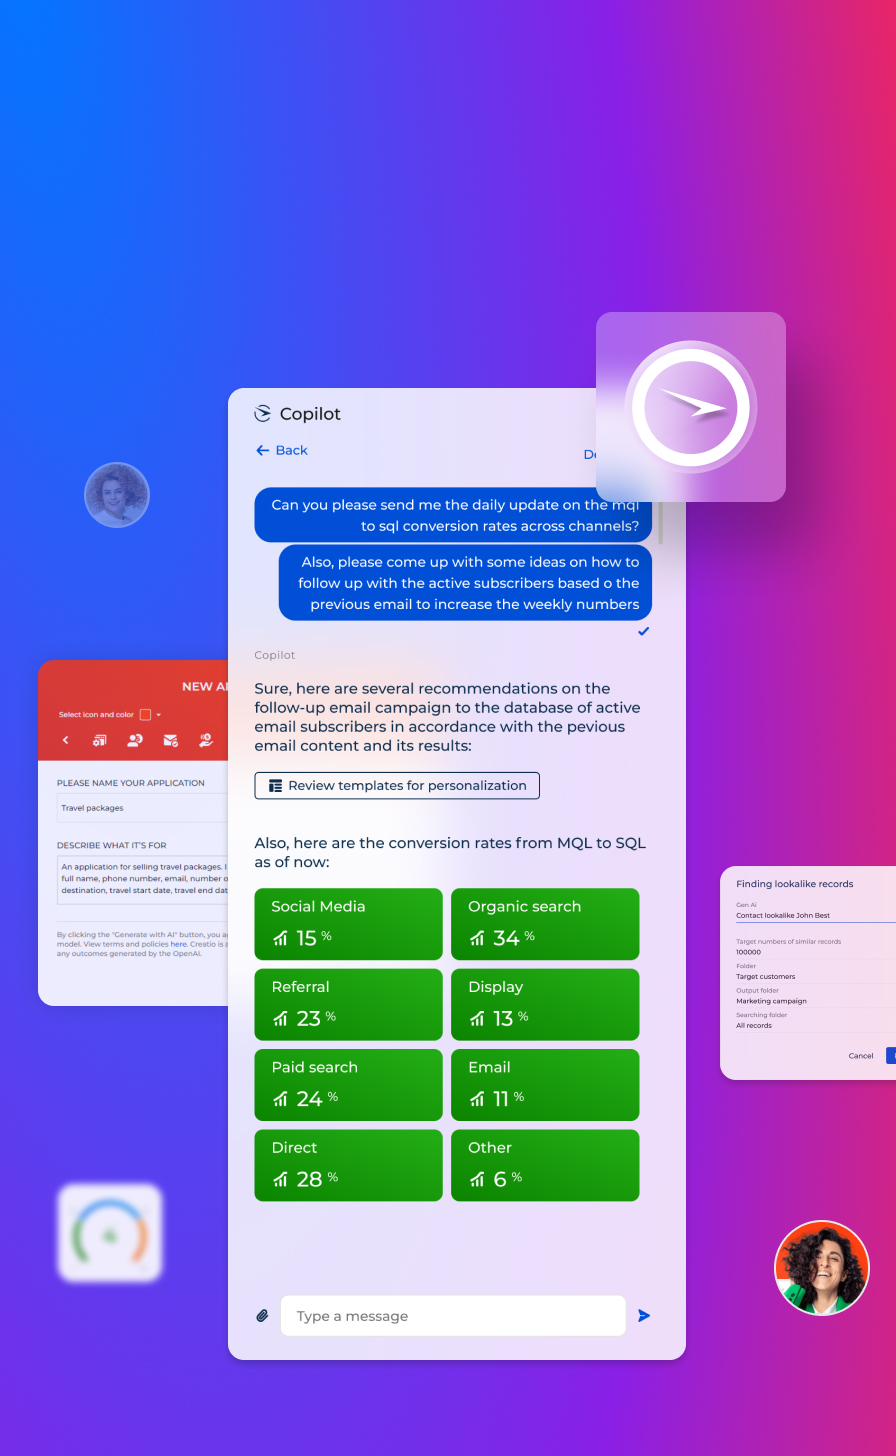 Copilot
Back
Can you please send me the daily update on the mql
to sql conversion rates across channels?
Also, please come up with some ideas on how to
follow up with the active subscribers based o the
previous email to increase the weekly numbers
Copilot
Sure, here are several recommendations on the
follow-up email campaign to the database of active
email subscribers in accordance with the pevious
email content and its results:
Review templates for personalization
Also, here are the conversion rates from MQL to SQL
as of now:
Social Media
15 %
Organic search
34 %
Referral
23 %
Display
13 %
Paid search
24 %
Email
11 %
Direct
28 %
Other
6 %
Type a message
NEW
Select icon and color
PLEASE NAME YOUR APPLICATION
Travel packages
DESCRIBE WHAT IT'S FOR
An application for selling travel packages. I
full name, phone number, email, number o
destination, travel start date, travel end dat
By clicking the "Generate with AI" button, you
model. View terms and policies here. Creatio is
any outcomes generated by the OpenAI.
Finding lookalike records
Gen Ai
Contact lookalike John Best
Target numbers of similar records
100000
Folder
Target customers
Output folder
Marketing campaign
Searching folder
All records
Cancel